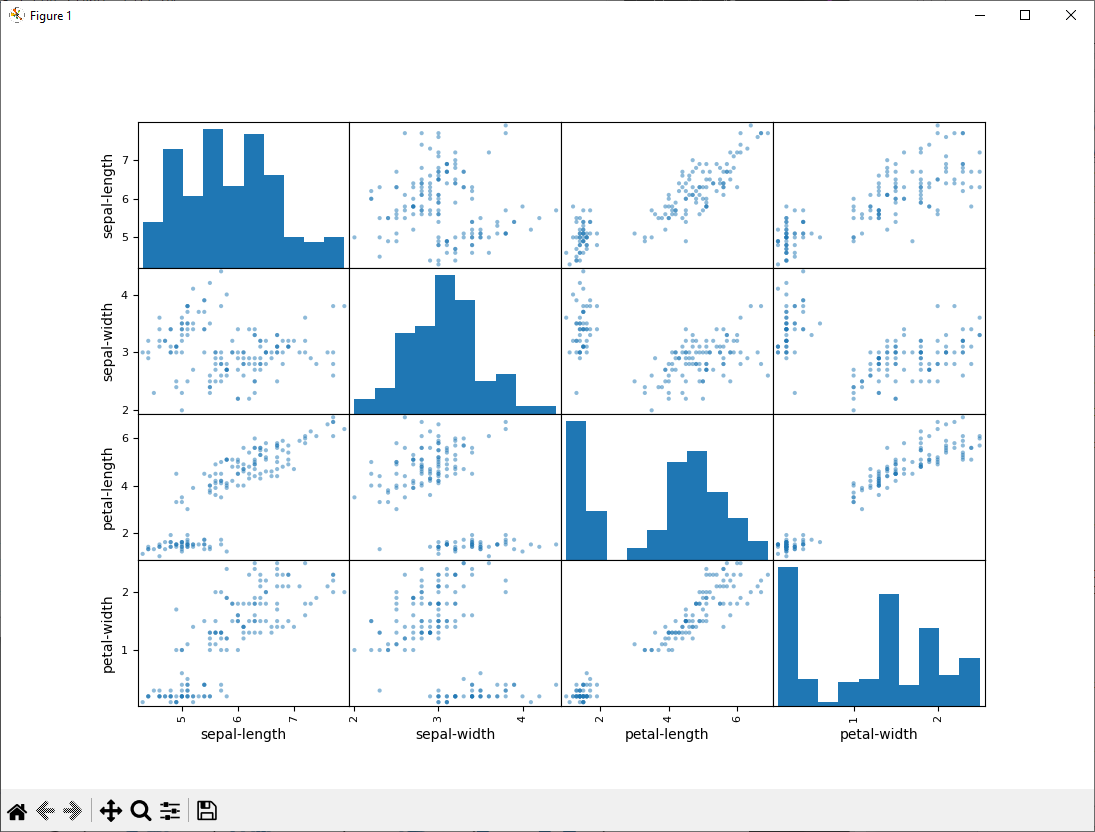 Figure 1
sepal-length
7
6
5
sepal-width
4
3
2
petal-length
6
4
2
petal-width
2
1
5 6 7 2 3 4 2 4 6 1 2
sepal-length sepal-width petal-length petal-width